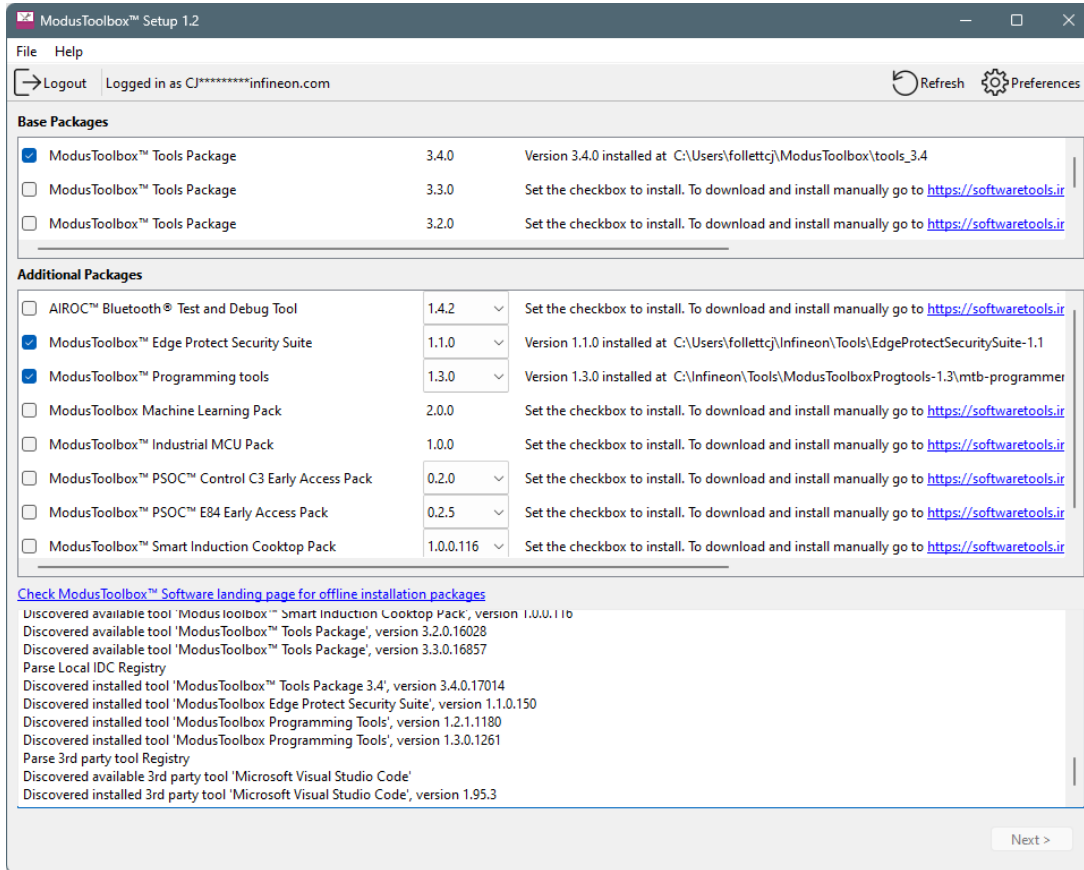 ModusToolbox™ Setup 1.2
File Help
Logout Logged in as CJ*********infineon.com Refresh Preferences
Base Packages
ModusToolbox™ Tools Package 3.4.0 Version 3.4.0 installed at C:\Users\follettcj\ModusToolbox\tools_3.4
ModusToolbox™ Tools Package 3.3.0 Set the checkbox to install. To download and install manually go to https://softwaretools.ir
ModusToolbox™ Tools Package 3.2.0 Set the checkbox to install. To download and install manually go to https://softwaretools.ir
Additional Packages
AIROC™ Bluetooth® Test and Debug Tool 1.4.2 Set the checkbox to install. To download and install manually go to https://softwaretools.ir
ModusToolbox™ Edge Protect Security Suite 1.1.0 Version 1.1.0 installed at C:\Users\follettcj\Infineon\Tools\EdgeProtectSecuritySuite-1.1
ModusToolbox™ Programming tools 1.3.0 Version 1.3.0 installed at C:\Infineon\Tools\ModusToolboxProgtools-1.3\mtb-programmer
ModusToolbox Machine Learning Pack 2.0.0 Set the checkbox to install. To download and install manually go to https://softwaretools.ir
ModusToolbox™ Industrial MCU Pack 1.0.0 Set the checkbox to install. To download and install manually go to https://softwaretools.ir
ModusToolbox™ PSOC™ Control C3 Early Access Pack 0.2.0 Set the checkbox to install. To download and install manually go to https://softwaretools.ir
ModusToolbox™ PSOC™ E84 Early Access Pack 0.2.5 Set the checkbox to install. To download and install manually go to https://softwaretools.ir
ModusToolbox™ Smart Induction Cooktop Pack 1.0.0.116 Set the checkbox to install. To download and install manually go to https://softwaretools.ir
Check ModusToolbox™ Software landing page for offline installation packages
Discovered available tool 'ModusToolbox™ Smart Induction Cooktop Pack', version 1.0.0.116
Discovered available tool 'ModusToolbox™ Tools Package', version 3.2.0.16028
Discovered available tool 'ModusToolbox™ Tools Package', version 3.3.0.16857
Parse Local IDC Registry
Discovered installed tool 'ModusToolbox™ Tools Package 3.4', version 3.4.0.17014
Discovered installed tool 'ModusToolbox Edge Protect Security Suite', version 1.1.0.150
Discovered installed tool 'ModusToolbox Programming Tools', version 1.2.1.1180
Discovered installed tool 'ModusToolbox Programming Tools', version 1.3.0.1261
Parse 3rd party tool Registry
Discovered available 3rd party tool 'Microsoft Visual Studio Code'
Discovered installed 3rd party tool 'Microsoft Visual Studio Code', version 1.95.3
Next >